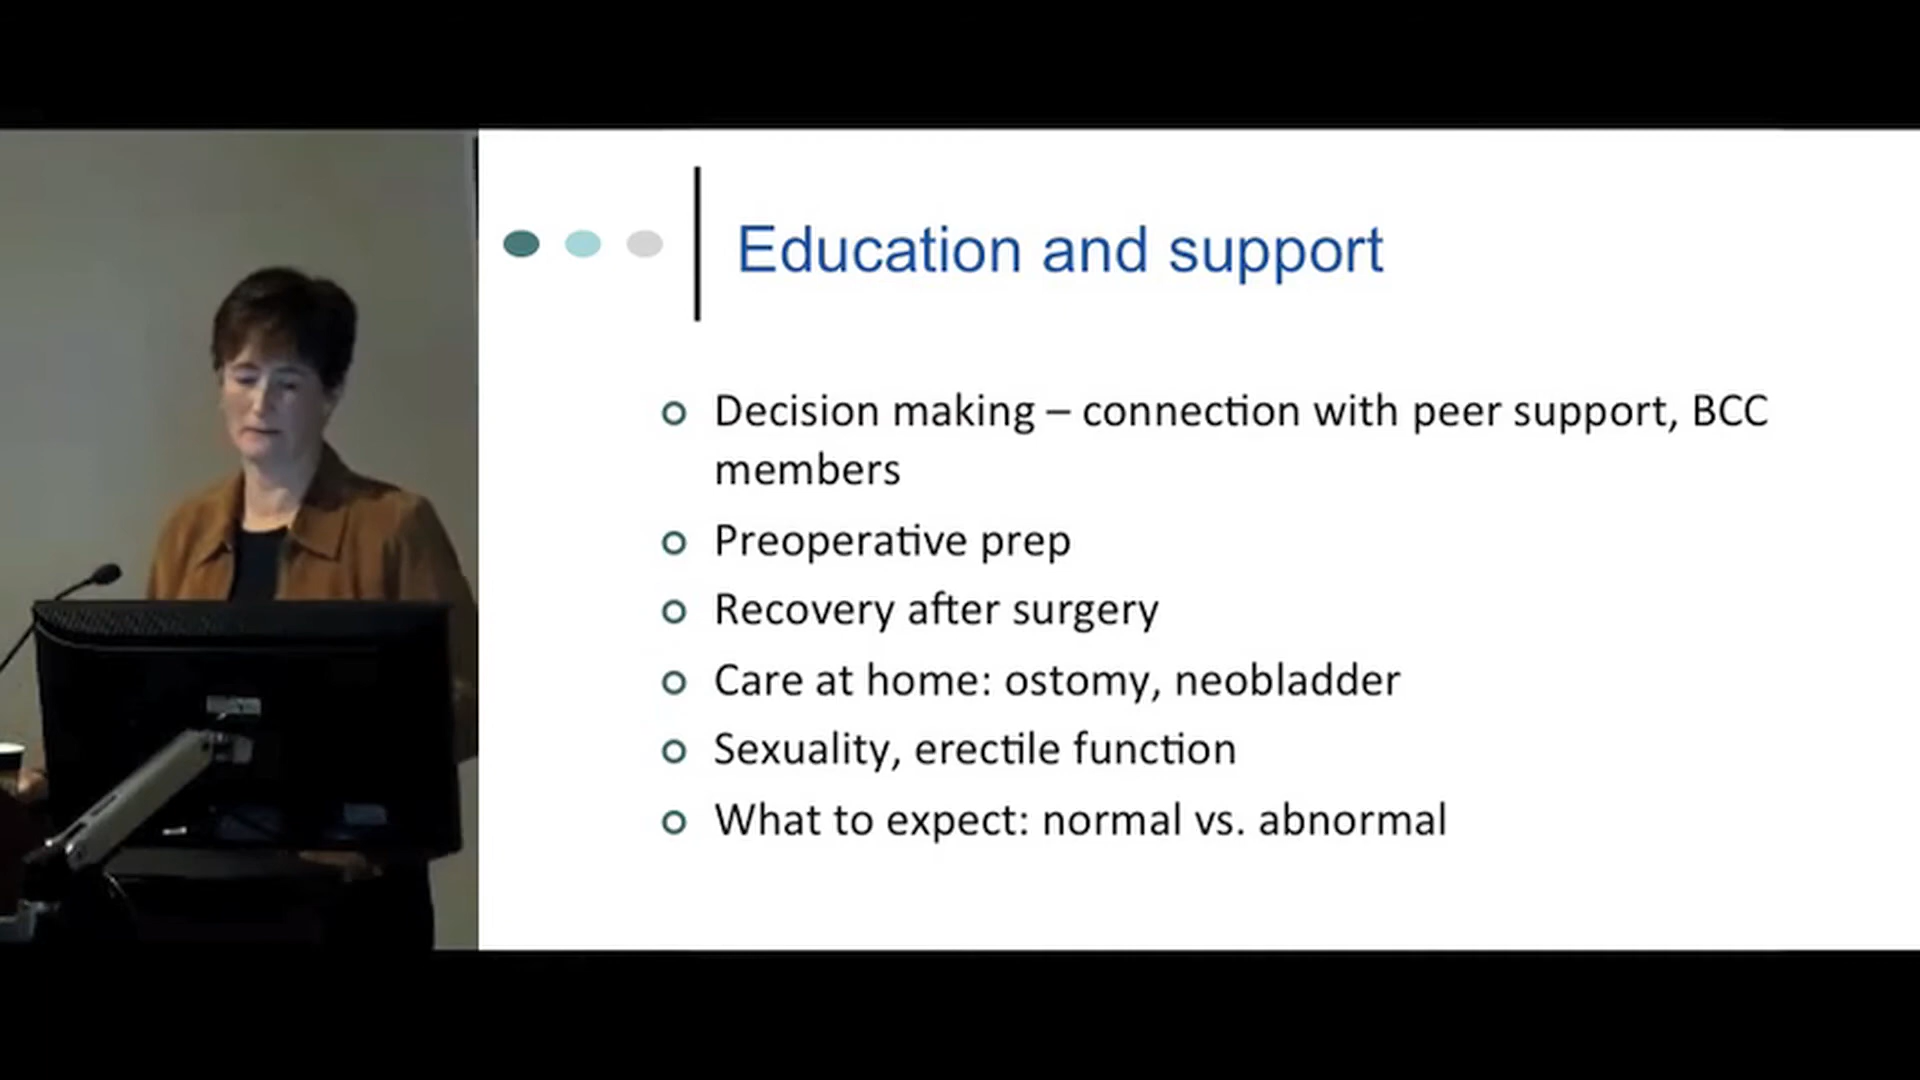 Education and support
Decision making – connection with peer support, BCC
members
Preoperative prep
Recovery after surgery
Care at home: ostomy, neobladder
Sexuality, erectile function
What to expect: normal vs. abnormal